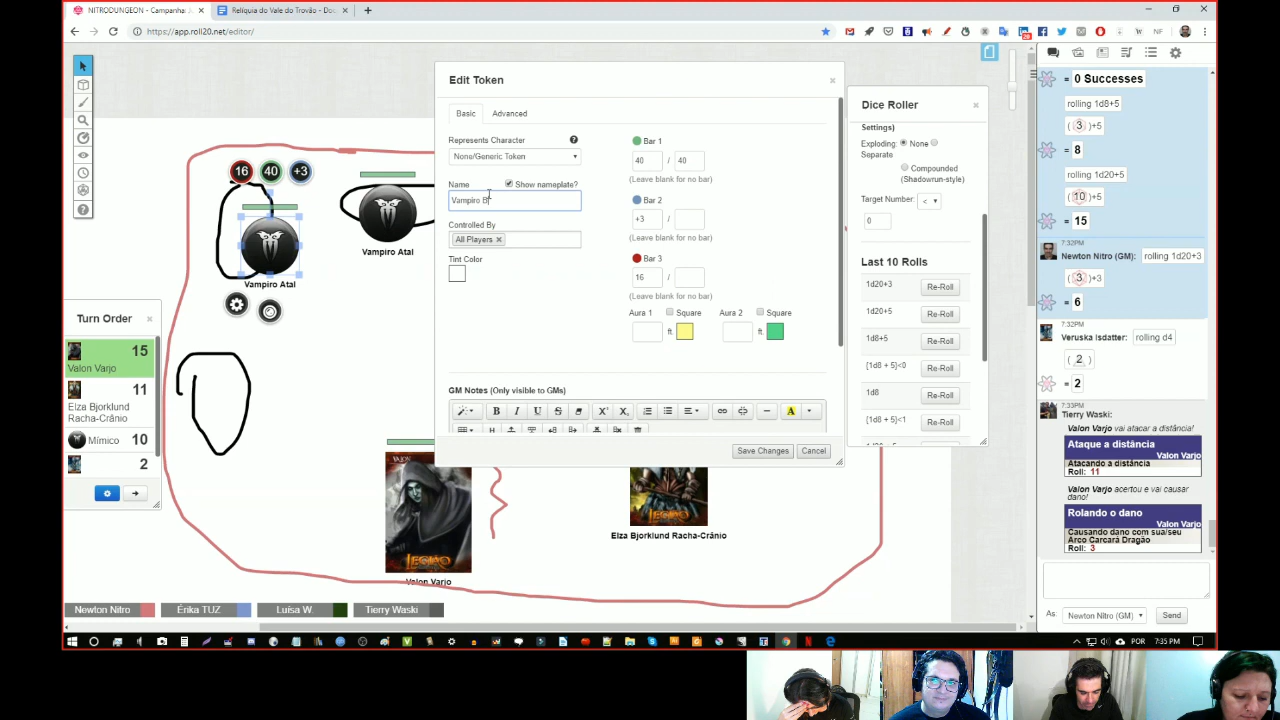 NITRODUNGEON - Campanha:
Relíquia do Vale do Trovão - Doc
https://app.roll20.net/editor/
16
40
+3
Vampiro Atal
Vampiro Atal
Turn Order
15
Valon Varjo
11
Elza Bjorklund
Racha-Crânio
Mímico
10
2
Edit Token
Basic
Advanced
Represents Character
None/Generic Token
Name
Show nameplate?
Vampiro B
Controlled By
All Players
Tint Color
Bar 1
40 / 40
(Leave blank for no bar)
Bar 2
+3 /
(Leave blank for no bar)
Bar 3
16 /
(Leave blank for no bar)
Aura 1
Square
Aura 2
Square
ft.
ft.
GM Notes (Only visible to GMs)
Save Changes
Cancel
VALON
LEGIÃO
Valon Varjo
LEGIÃO
Elza Bjorklund Racha-Crânio
Dice Roller
Settings)
Exploding: None
Separate
Compounded
(Shadowrun-style)
Target Number: <
0
Last 10 Rolls
1d20+3 Re-Roll
1d20+5 Re-Roll
1d8+5 Re-Roll
{1d8 + 5}<0 Re-Roll
1d8 Re-Roll
{1d8 + 5}<1 Re-Roll
= 0 Successes
rolling 1d8+5
(3)+5
= 8
rolling 1d20+5
(10)+5
= 15
7:32PM
Newton Nitro (GM): rolling 1d20+3
(3)+3
= 6
7:32PM
Veruska Isdatter: rolling d4
(2)
= 2
7:33PM
Tierry Waski:
Valon Varjo vai atacar a distância!
Ataque a distância
Valon Varjo
Atacando a distância
Roll: 11
Valon Varjo acertou e vai causar
dano!
Rolando o dano
Valon Varjo
Causando dano com sua/seu
Arco Carcará Dragão
Roll: 3
As: Newton Nitro (GM)
Send
Newton Nitro
Érika TUZ
Luísa W.
Tierry Waski
POR
7:35 PM